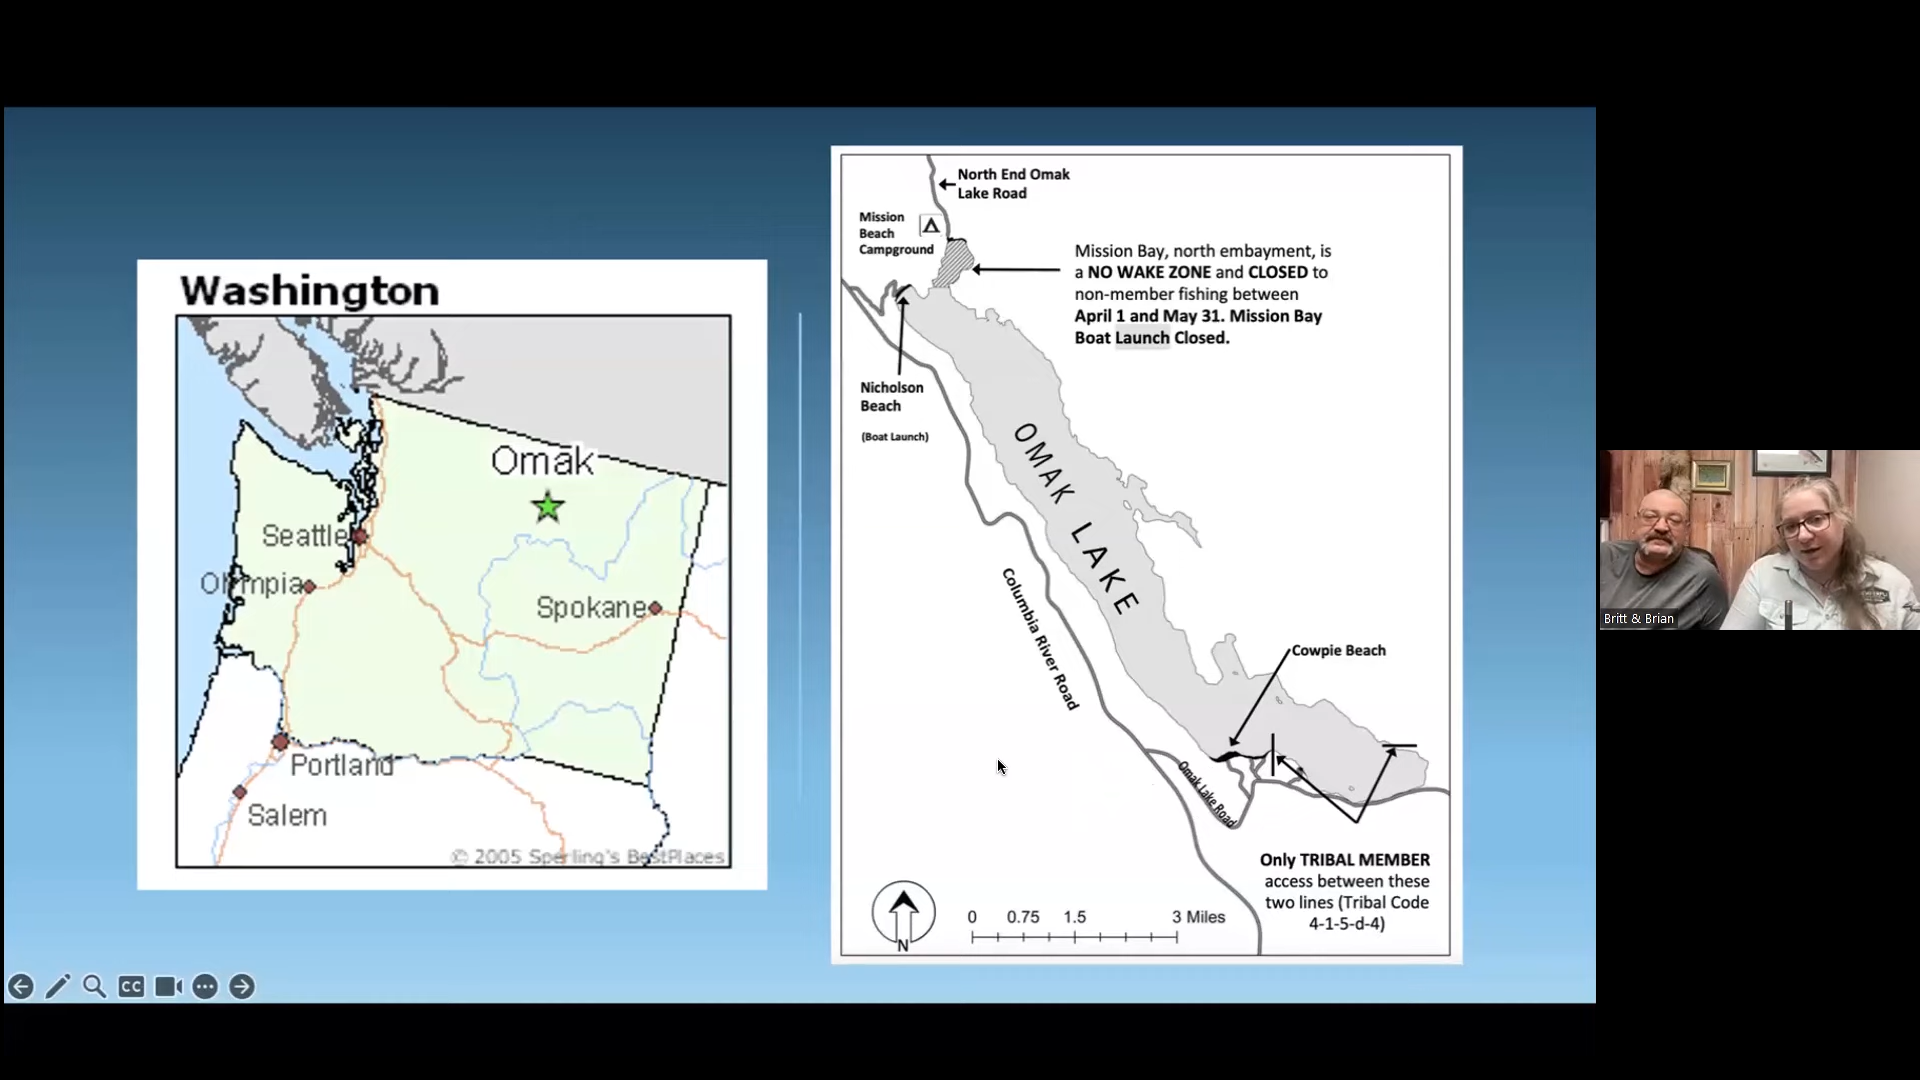 Washington
Omak
Seattle
Olympia
Spokane
Portland
Salem
© 2005 Sperling's BestPlaces
North End Omak
Lake Road
Mission
Beach
Campground
Mission Bay, north embayment, is
a NO WAKE ZONE and CLOSED to
non-member fishing between
April 1 and May 31. Mission Bay
Boat Launch Closed.
Nicholson
Beach
(Boat Launch)
OMAK LAKE
Columbia River Road
Cowpie Beach
Omak Lake Road
Only TRIBAL MEMBER
access between these
two lines (Tribal Code
4-1-5-d-4)
0 0.75 1.5 3 Miles
N
CC
Britt & Brian